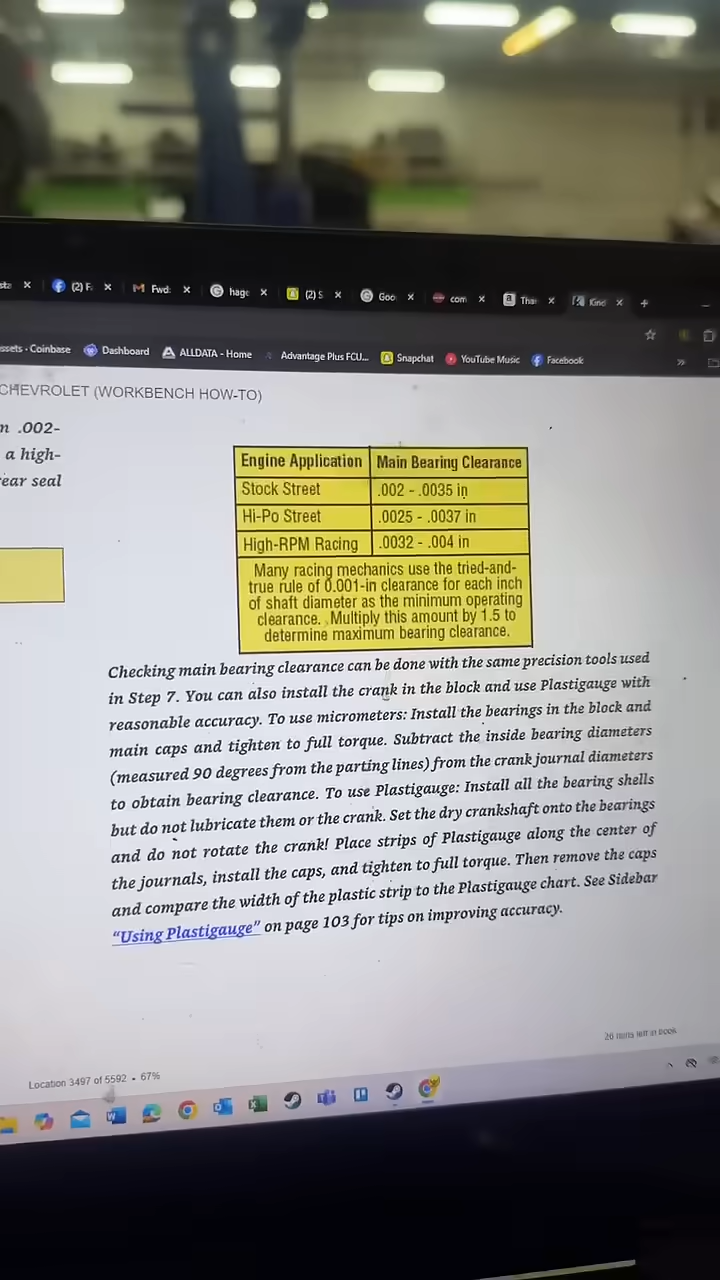 sta × (2) F. × Fwd: × hagc × (2) S × Goo × com × Thai × Kind × +
ssets - Coinbase Dashboard ALLDATA - Home Advantage Plus FCU... Snapchat YouTube Music Facebook »
CHEVROLET (WORKBENCH HOW-TO)
n .002-
a high-
ear seal
Engine Application Main Bearing Clearance
Stock Street .002 - .0035 in
Hi-Po Street .0025 - .0037 in
High-RPM Racing .0032 - .004 in
Many racing mechanics use the tried-and-
true rule of 0.001-in clearance for each inch
of shaft diameter as the minimum operating
clearance. Multiply this amount by 1.5 to
determine maximum bearing clearance.
Checking main bearing clearance can be done with the same precision tools used
in Step 7. You can also install the crank in the block and use Plastigauge with
reasonable accuracy. To use micrometers: Install the bearings in the block and
main caps and tighten to full torque. Subtract the inside bearing diameters
(measured 90 degrees from the parting lines) from the crank journal diameters
to obtain bearing clearance. To use Plastigauge: Install all the bearing shells
but do not lubricate them or the crank. Set the dry crankshaft onto the bearings
and do not rotate the crank! Place strips of Plastigauge along the center of
the journals, install the caps, and tighten to full torque. Then remove the caps
and compare the width of the plastic strip to the Plastigauge chart. See Sidebar
“Using Plastigauge” on page 103 for tips on improving accuracy.
26 mins left in book
Location 3497 of 5592 • 67%